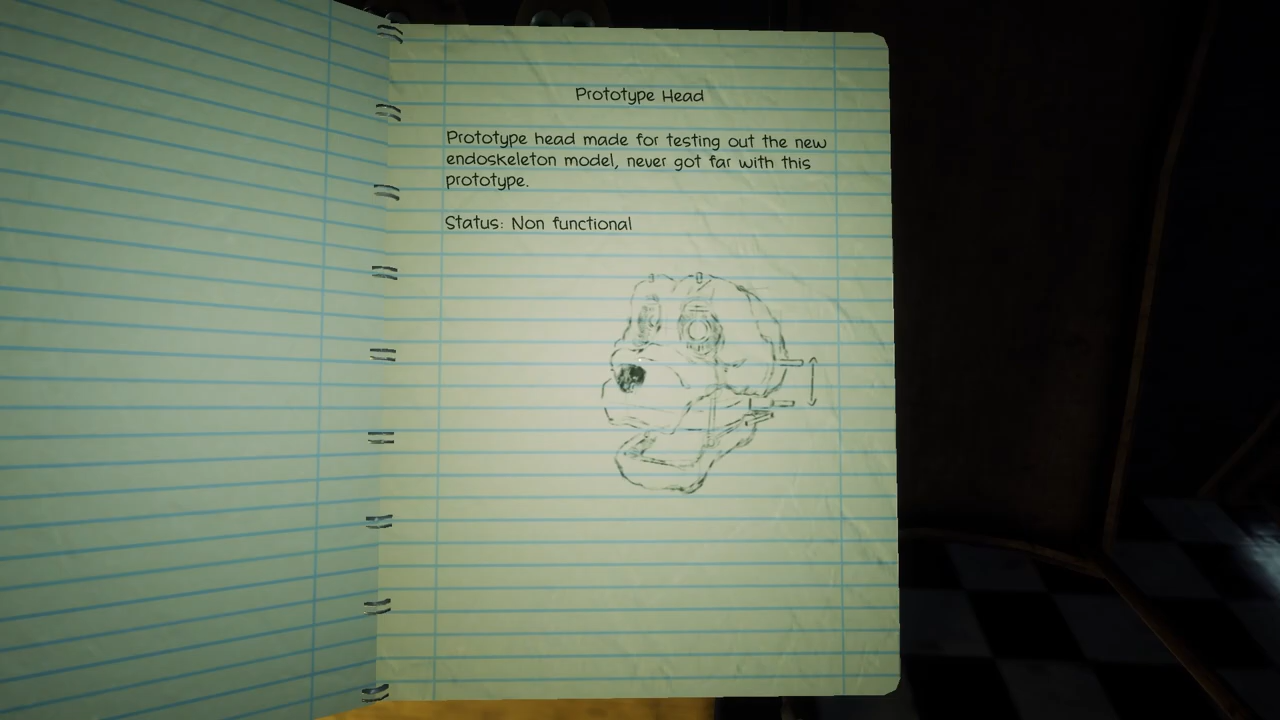 Prototype Head
Prototype head made for testing out the new
endoskeleton model, never got far with this
prototype.
Status: Non functional